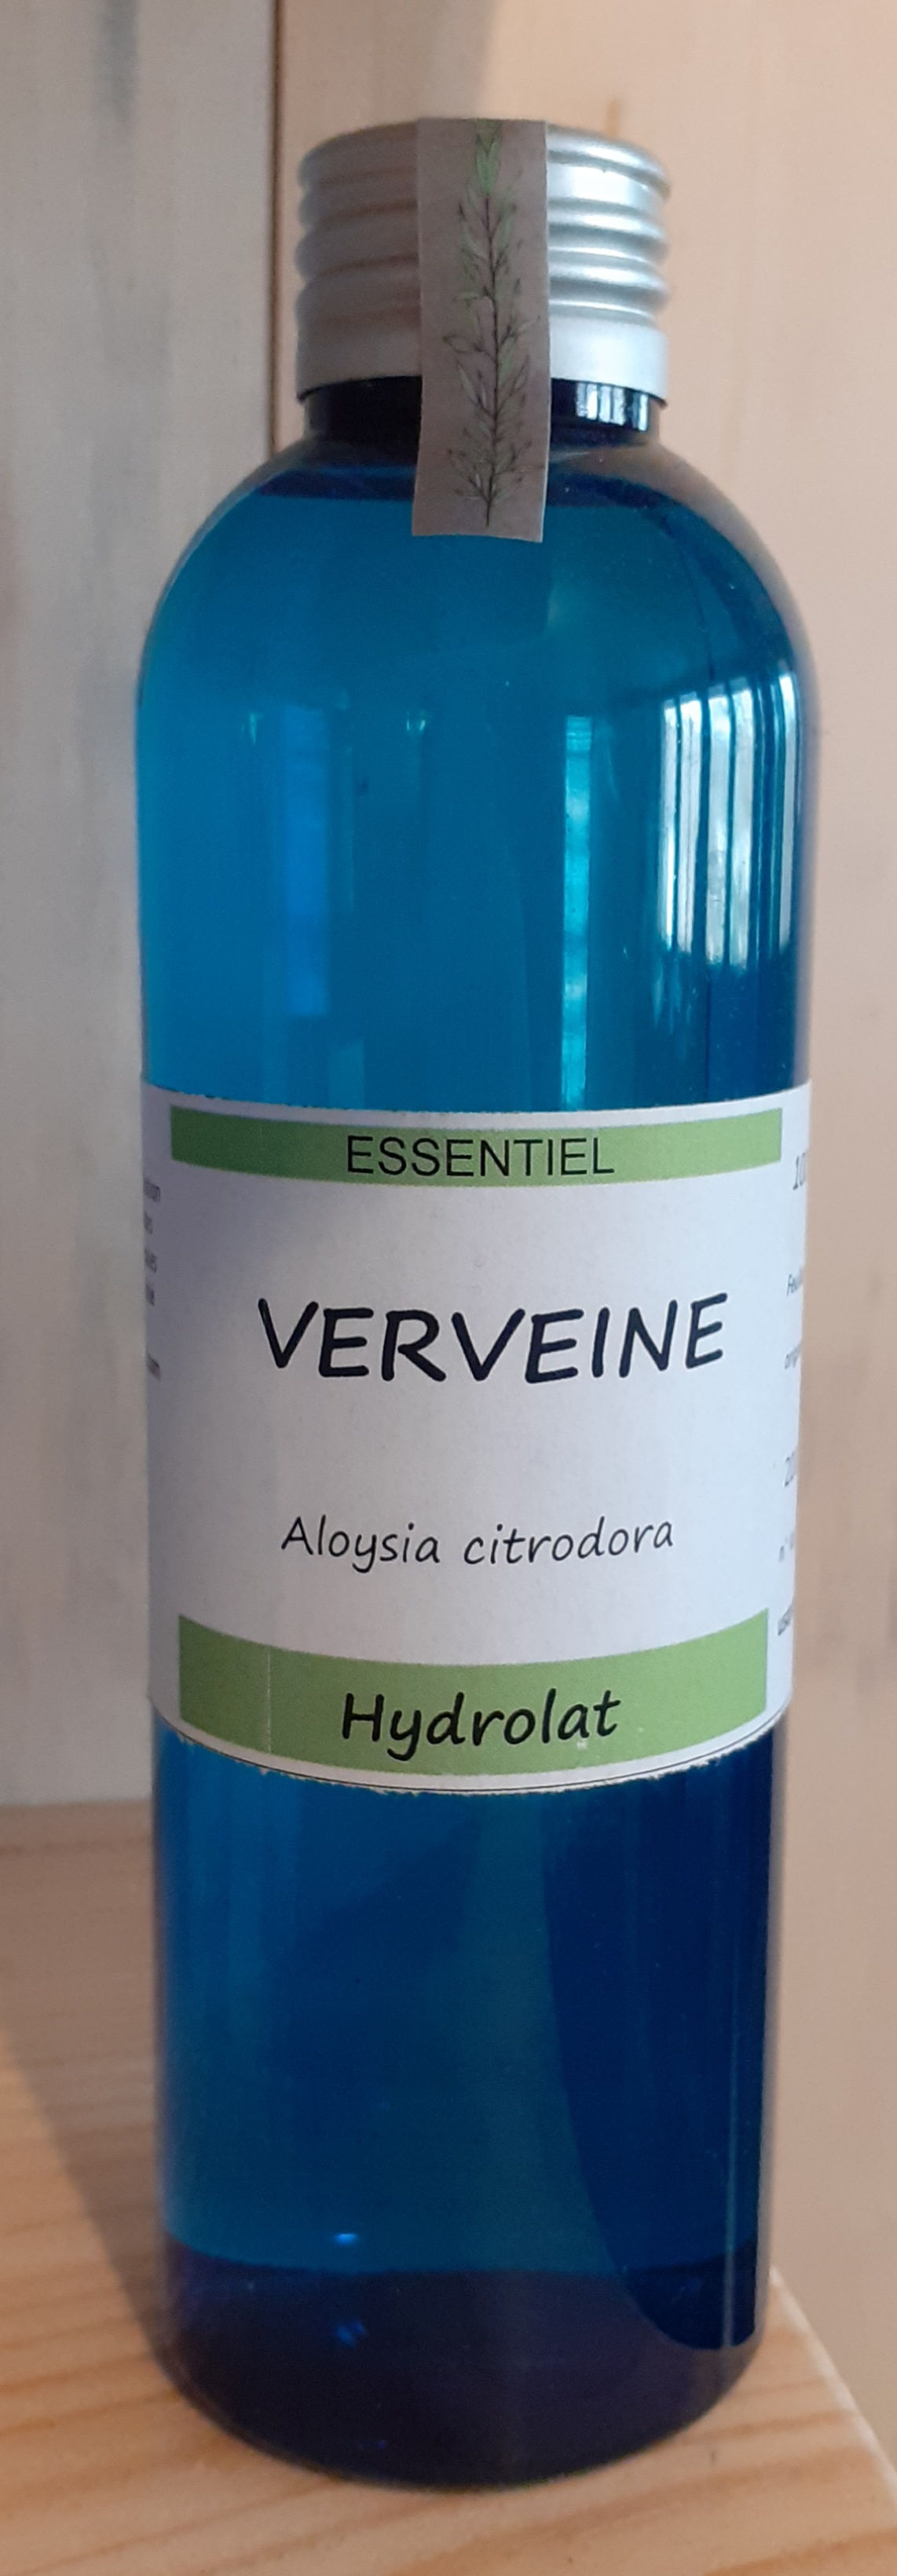 ESSENTIEL
VERVEINE
Aloysia citrodora
Hydrolat